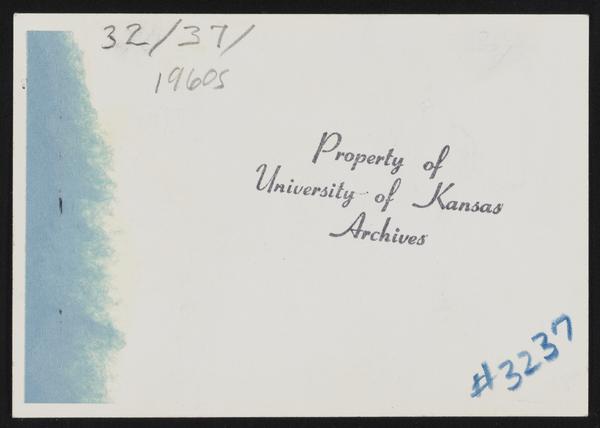 32/37/
1960s
Property of
University of Kansas
Archives
#3237